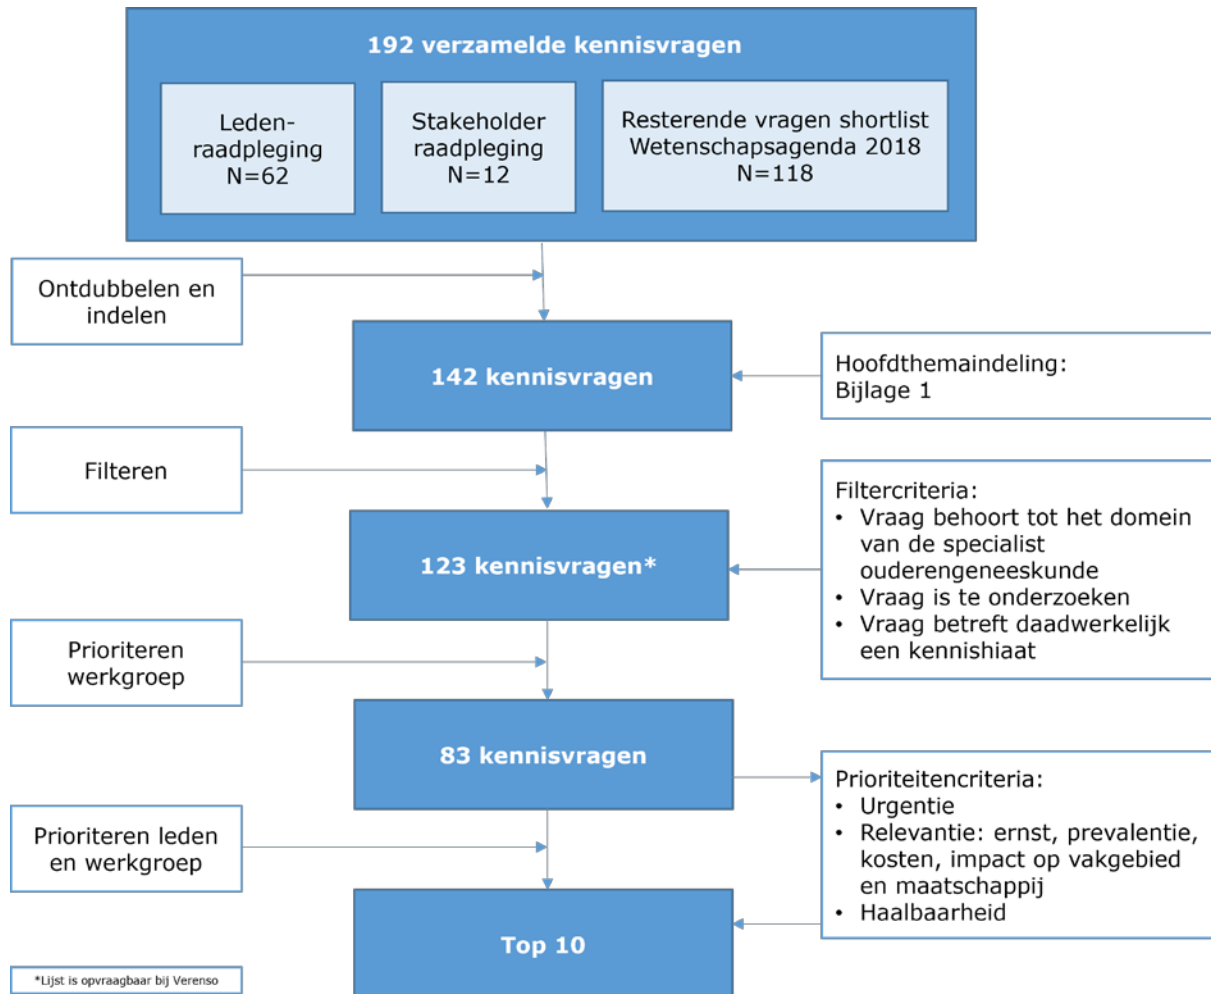 192 verzamelde kennisvragen
Leden-
raadpleging
N=62
Stakeholder
raadpleging
N=12
Resterende vragen shortlist
Wetenschapsagenda 2018
N=118
Ontdubbelen en
indelen
142 kennisvragen
Hoofdthemaindeling:
Bijlage 1
Filteren
Filtercriteria:
• Vraag behoort tot het domein
van de specialist
ouderengeneeskunde
• Vraag is te onderzoeken
• Vraag betreft daadwerkelijk
een kennishiaat
123 kennisvragen*
Prioriteren
werkgroep
83 kennisvragen
Prioriteitencriteria:
• Urgentie
• Relevantie: ernst, prevalentie,
kosten, impact op vakgebied
en maatschappij
• Haalbaarheid
Prioriteren leden
en werkgroep
Top 10
*Lijst is opvraagbaar bij Verenso